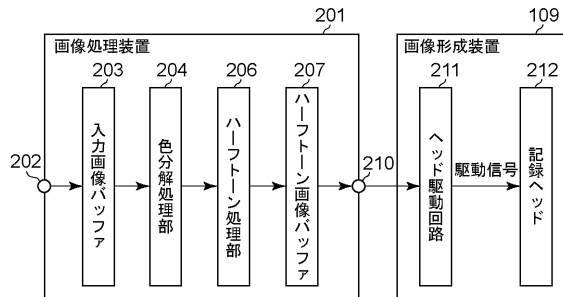 201
109
画像処理装置
画像形成装置
203
204
206
207
211
212
202
入力画像バッファ
色分解処理部
ハーフトーン処理部
ハーフトーン画像バッファ
210
ヘッド駆動回路
駆動信号
記録ヘッド